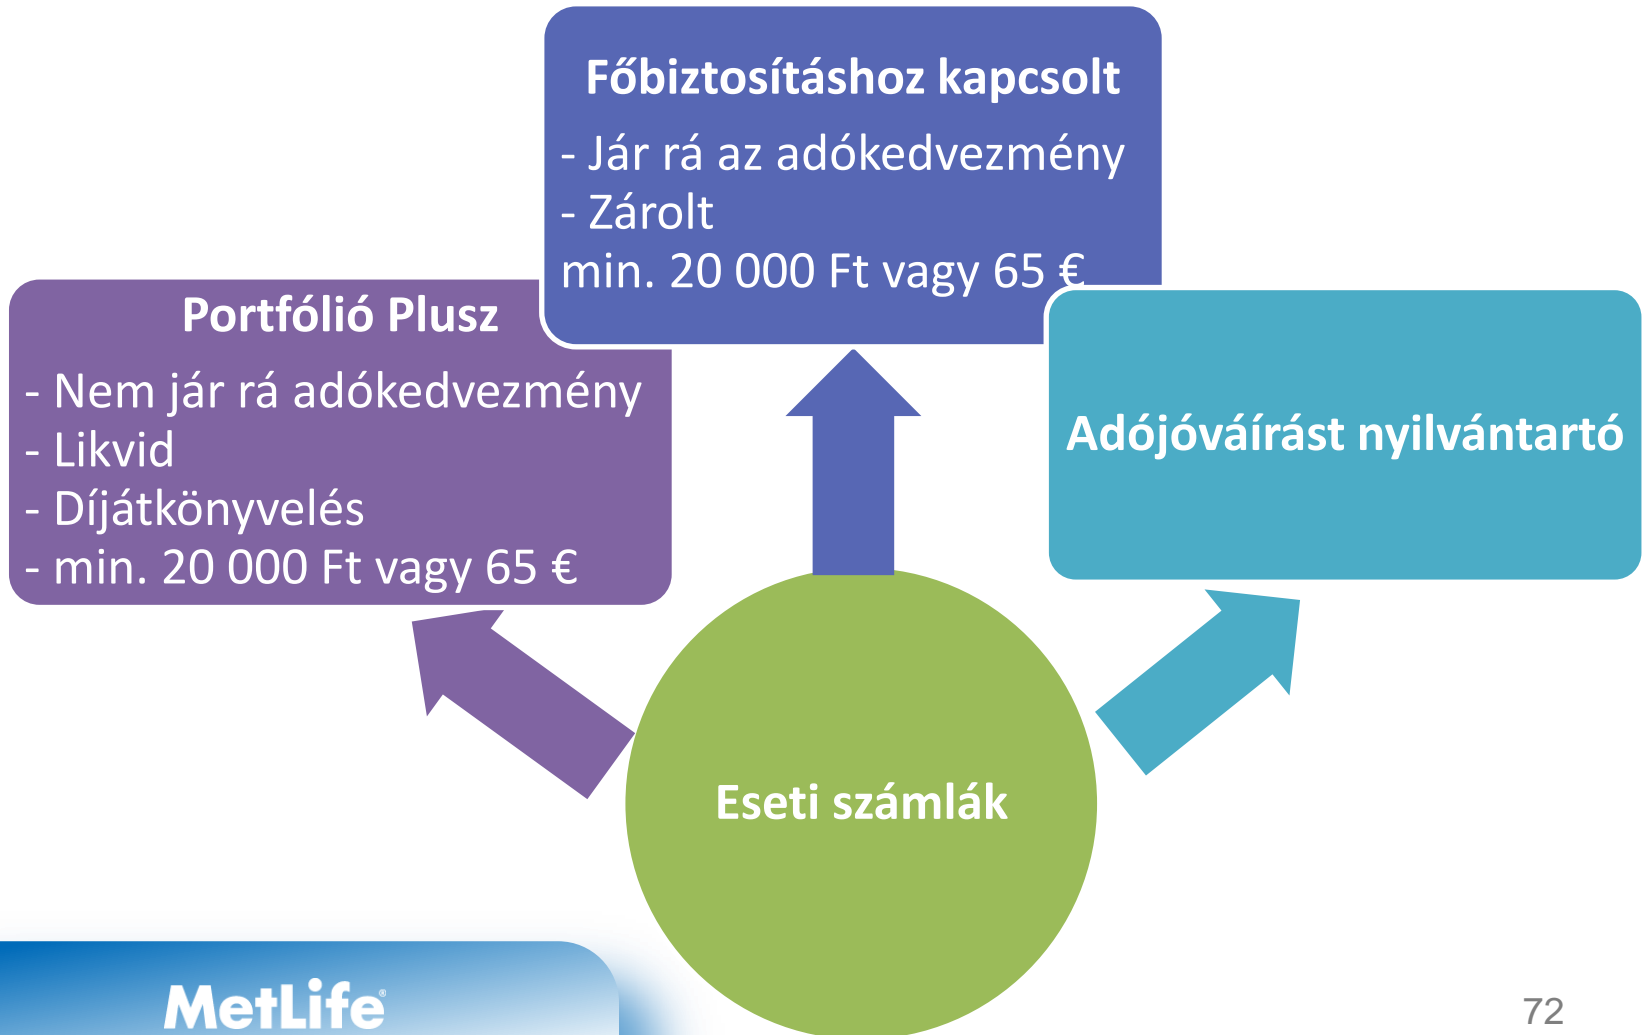 Főbiztosításhoz kapcsolt
- Jár rá az adókedvezmény
- Zárolt
min. 20 000 Ft vagy 65 €
Portfólió Plusz
- Nem jár rá adókedvezmény
- Likvid
- Díjátkönyvelés
- min. 20 000 Ft vagy 65 €
Adójóváírást nyilvántartó
Eseti számlák
MetLife®
72